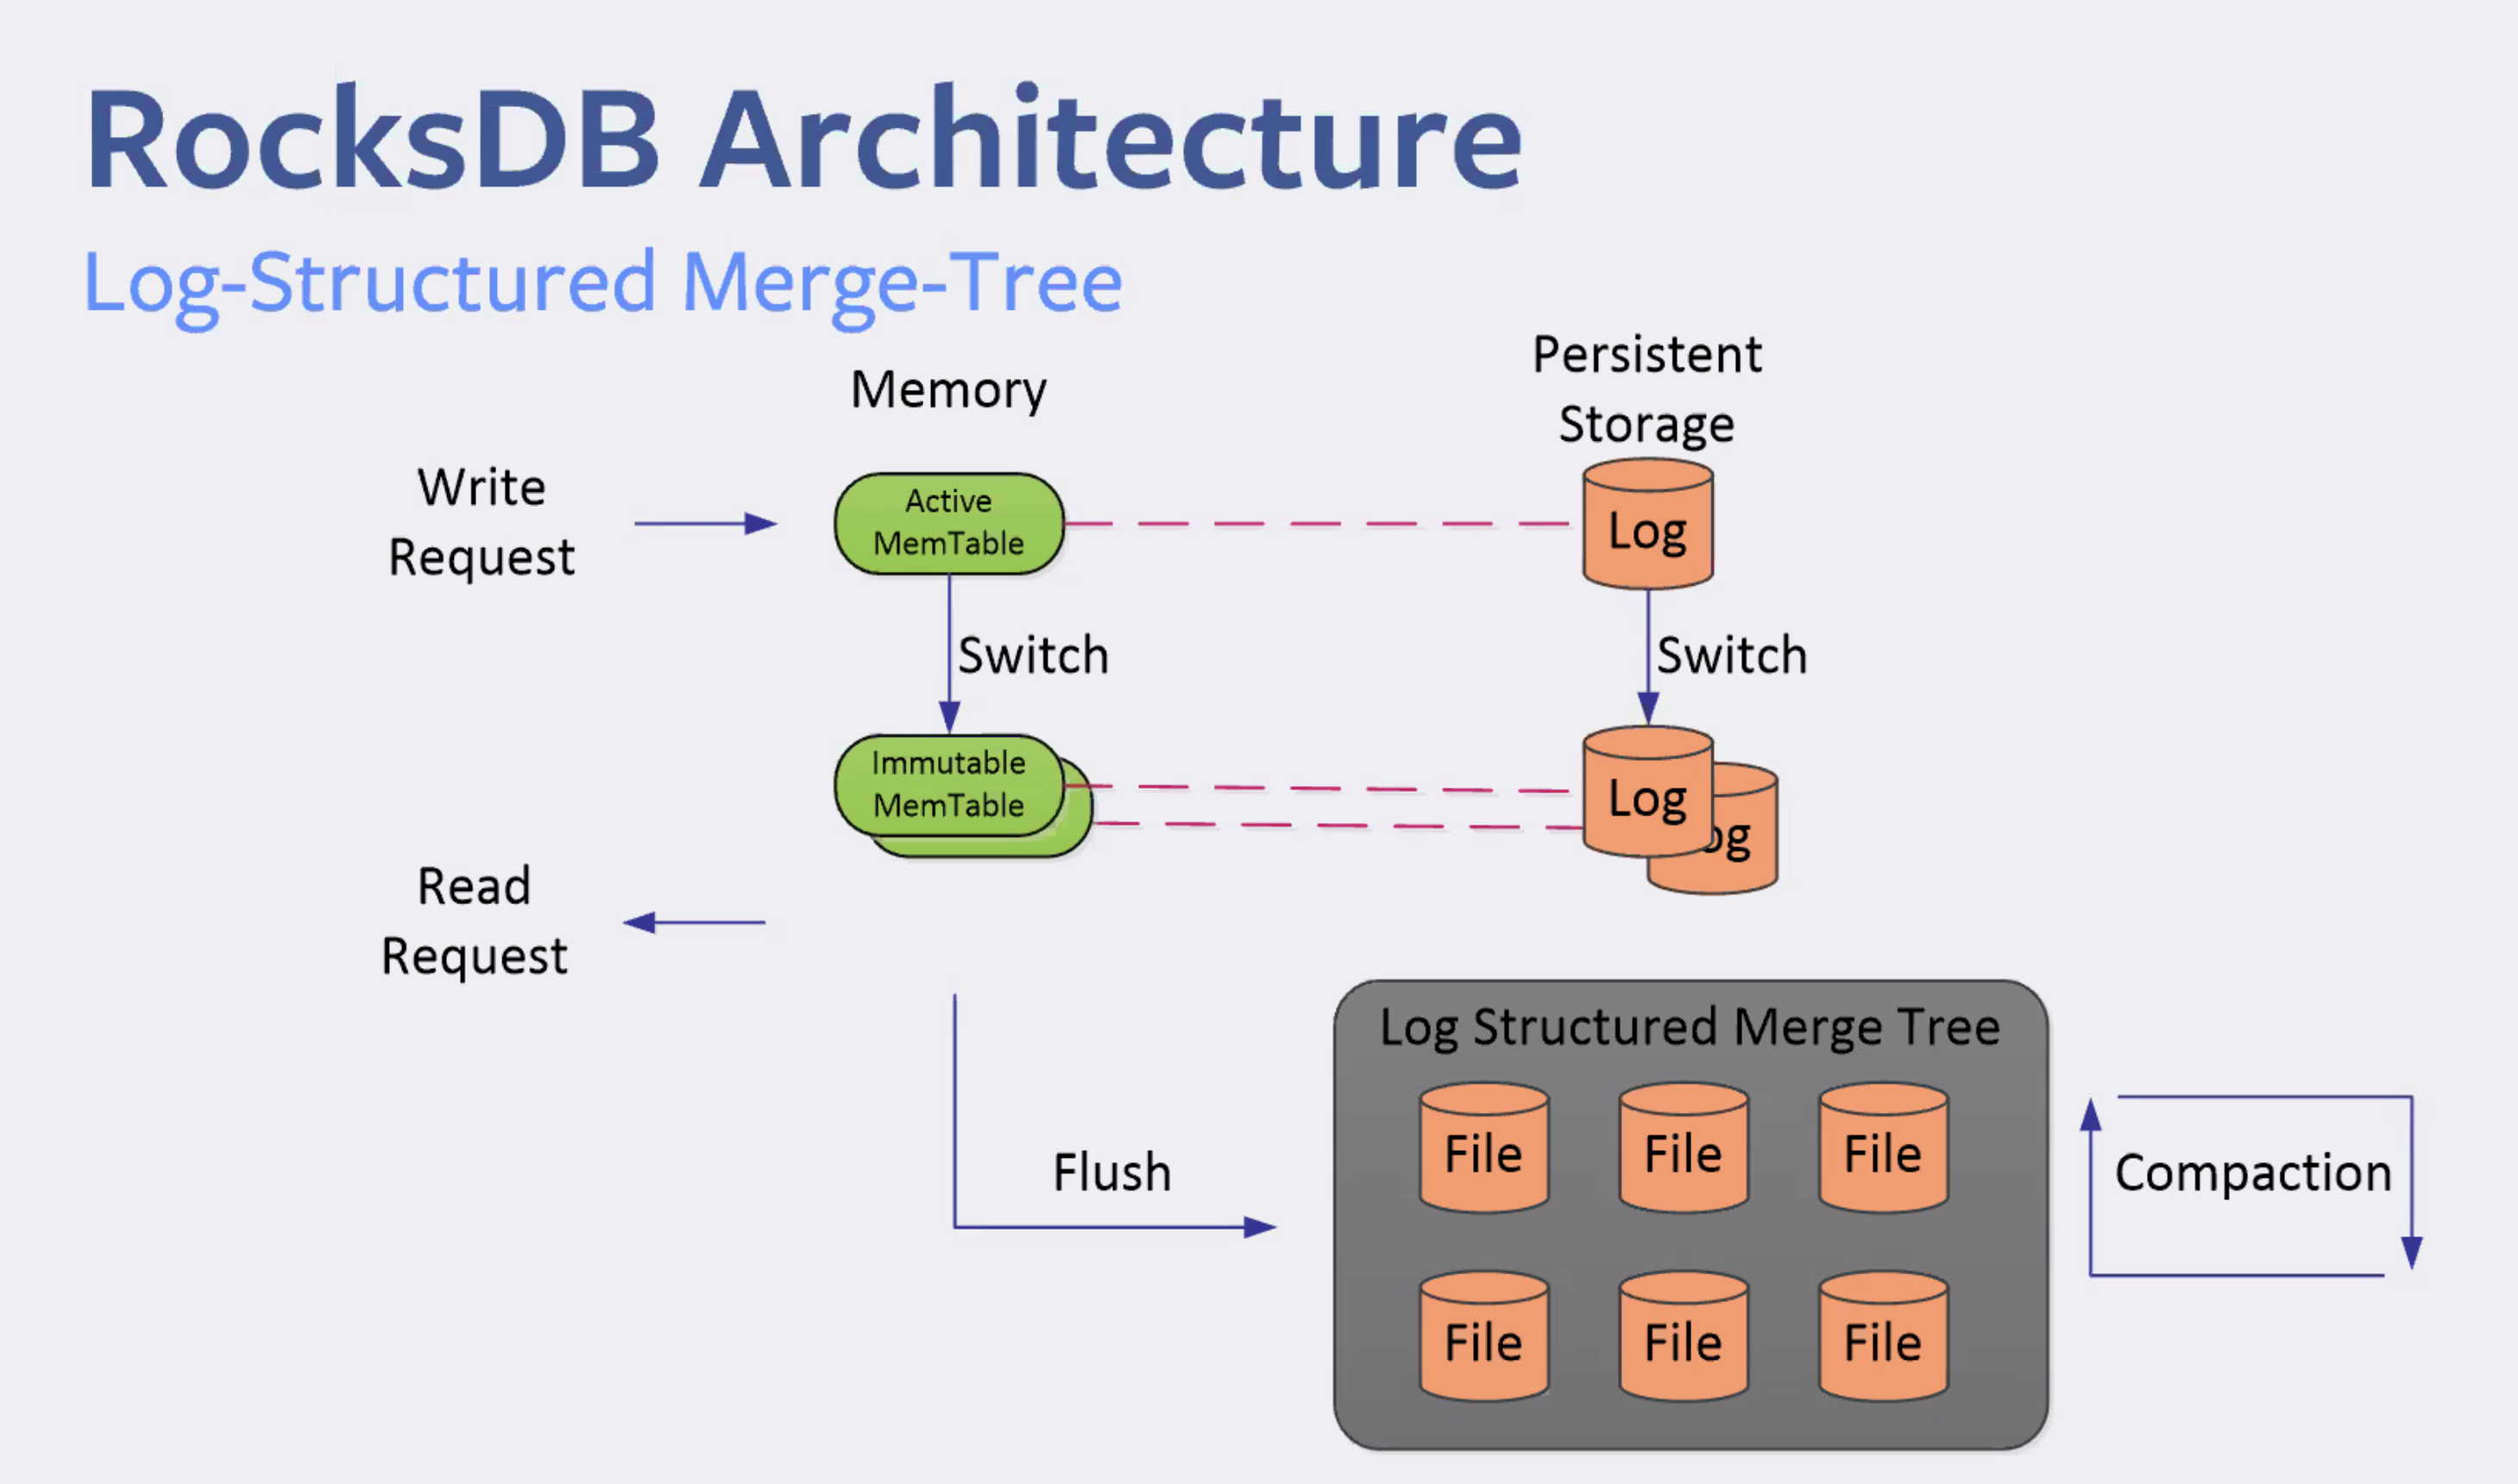 RocksDB Architecture
Log-Structured Merge-Tree
Memory
Persistent
Storage
Write
Request
Active
MemTable
Log
Switch
Switch
Immutable
MemTable
Log
og
Read
Request
Flush
Log Structured Merge Tree
File
File
File
Compaction
File
File
File